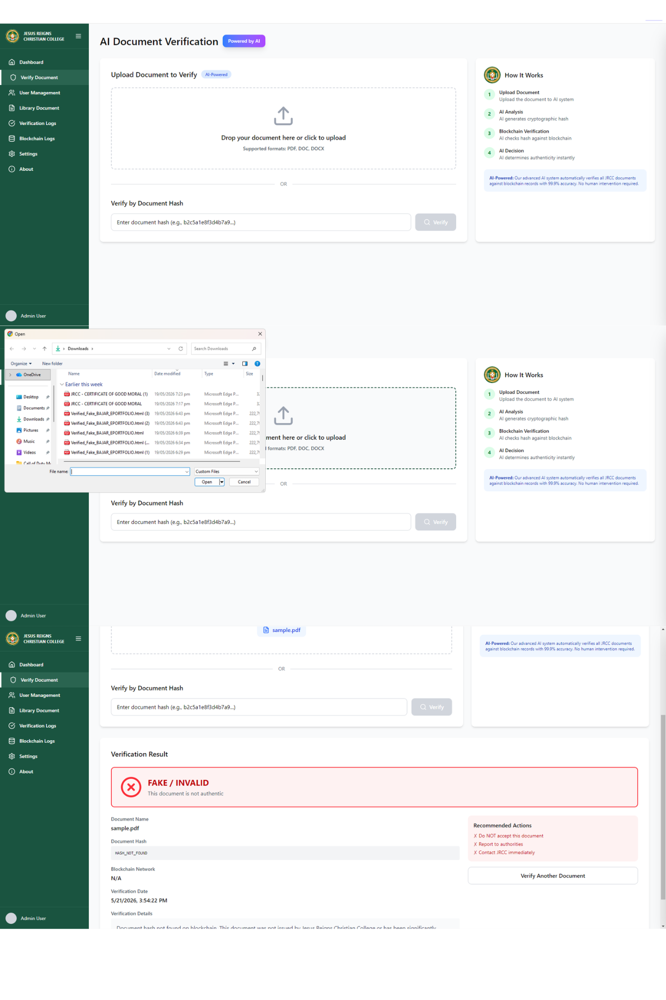 JESUS REIGNS
CHRISTIAN COLLEGE
Dashboard
Verify Document
User Management
Library Document
Verification Logs
Blockchain Logs
Settings
About
Admin User
AI Document Verification
Powered by AI
Upload Document to Verify
AI-Powered
Drop your document here or click to upload
Supported formats: PDF, DOC, DOCX
OR
Verify by Document Hash
Enter document hash (e.g., b2c5a1e8f3d4b7a9...)
Verify
How It Works
1
Upload Document
Upload the document to AI system
2
AI Analysis
AI generates cryptographic hash
3
Blockchain Verification
AI checks hash against blockchain
4
AI Decision
AI determines authenticity instantly
AI-Powered: Our advanced AI system automatically verifies all JRCC documents
against blockchain records with 99.9% accuracy. No human intervention required.
Open
Downloads
Search Downloads
Organize
New folder
OneDrive
Desktop
Documents
Downloads
Pictures
Music
Videos
Call of Duty
Name Date modified Type Size
Earlier this week
JRCC - CERTIFICATE OF GOOD MORAL (1) 19/05/2026 7:23 pm Microsoft Edge P...
JRCC - CERTIFICATE OF GOOD MORAL 19/05/2026 7:17 pm Microsoft Edge P...
Verified_Fake_BAJAR_EPORTFOLIO.html (3) 19/05/2026 6:43 pm Microsoft Edge P... 222,7
Verified_Fake_BAJAR_EPORTFOLIO.html (2) 19/05/2026 6:43 pm Microsoft Edge P... 222,7
Verified_Fake_BAJAR_EPORTFOLIO.html 19/05/2026 6:39 pm Microsoft Edge P... 222,7
Verified_Fake_BAJAR_EPORTFOLIO.html (... 19/05/2026 6:34 pm Microsoft Edge P... 222,7
Verified_Fake_BAJAR_EPORTFOLIO.html (1) 19/05/2026 6:29 pm Microsoft Edge P... 222,7
File name:
Custom Files
Open
Cancel
ment here or click to upload
formats: PDF, DOC, DOCX
OR
Verify by Document Hash
Enter document hash (e.g., b2c5a1e8f3d4b7a9...)
Verify
How It Works
1
Upload Document
Upload the document to AI system
2
AI Analysis
AI generates cryptographic hash
3
Blockchain Verification
AI checks hash against blockchain
4
AI Decision
AI determines authenticity instantly
AI-Powered: Our advanced AI system automatically verifies all JRCC documents
against blockchain records with 99.9% accuracy. No human intervention required.
Admin User
JESUS REIGNS
CHRISTIAN COLLEGE
Dashboard
Verify Document
User Management
Library Document
Verification Logs
Blockchain Logs
Settings
About
Admin User
sample.pdf
OR
Verify by Document Hash
Enter document hash (e.g., b2c5a1e8f3d4b7a9...)
Verify
AI-Powered: Our advanced AI system automatically verifies all JRCC documents
against blockchain records with 99.9% accuracy. No human intervention required.
Verification Result
FAKE / INVALID
This document is not authentic
Document Name
sample.pdf
Document Hash
HASH_NOT_FOUND
Blockchain Network
N/A
Verification Date
5/21/2026, 3:54:22 PM
Verification Details
Document hash not found on blockchain. This document was not issued by Jesus Reigns Christian College or has been significantly
Recommended Actions
X Do NOT accept this document
X Report to authorities
X Contact JRCC immediately
Verify Another Document